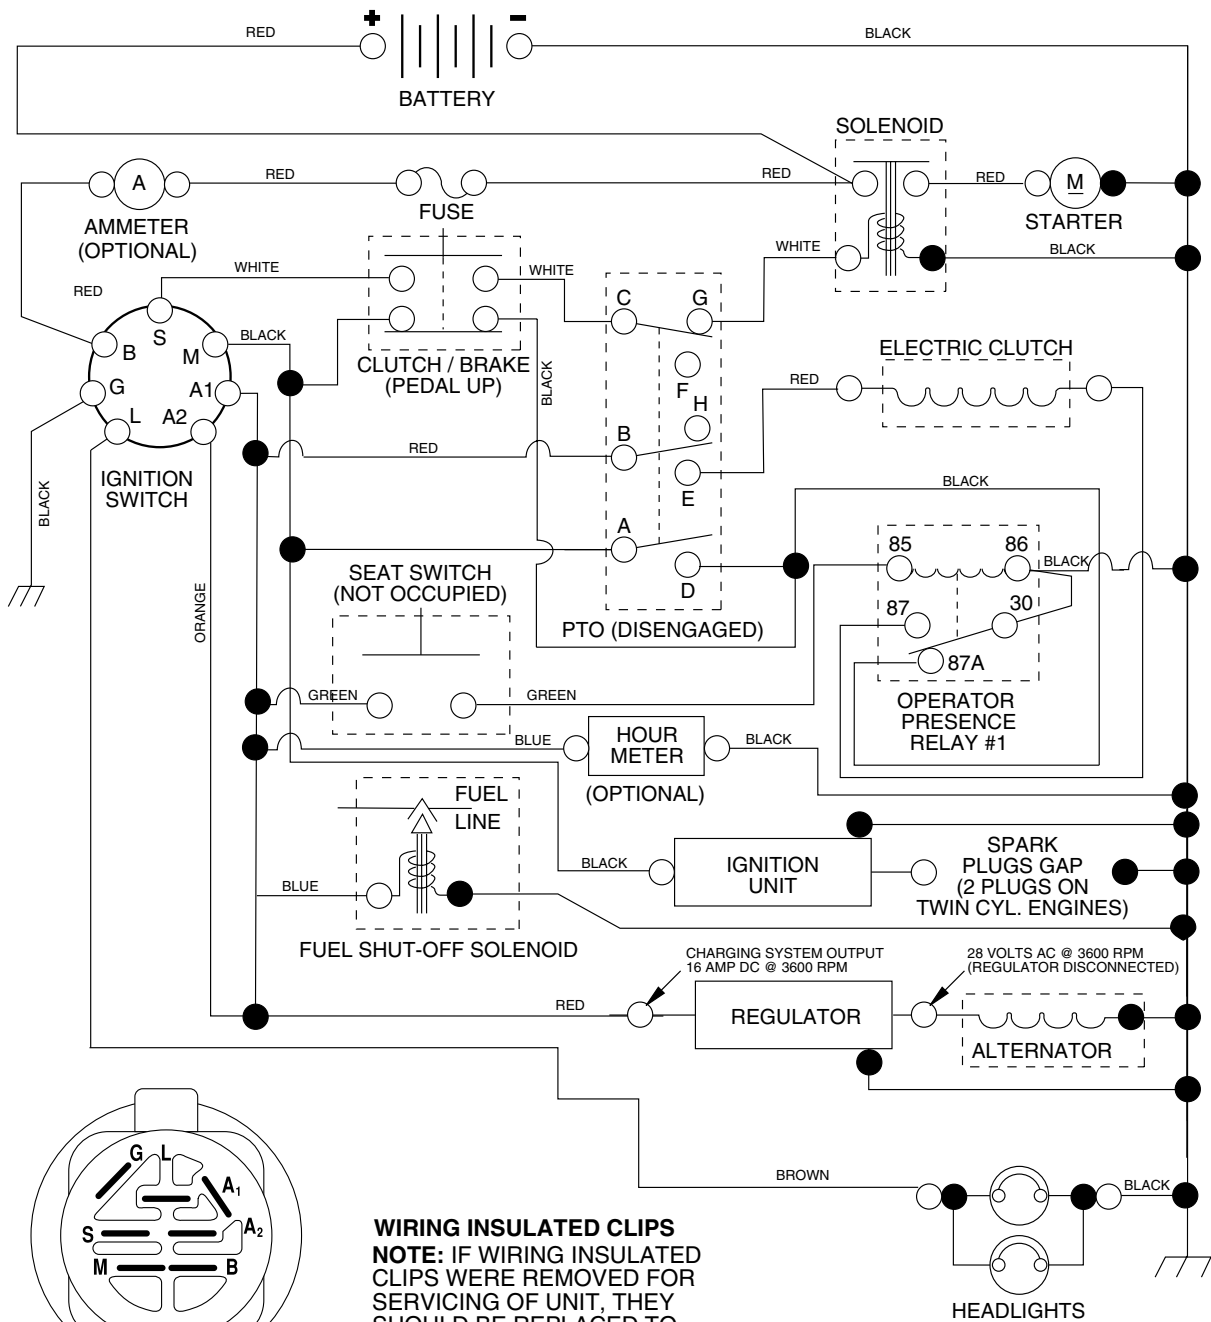 + -
RED
BLACK
BATTERY
SOLENOID
A
RED
RED
RED
M
FUSE
STARTER
AMMETER
(OPTIONAL)
WHITE
BLACK
WHITE
WHITE
RED
S
C
G
B
M
BLACK
CLUTCH / BRAKE
(PEDAL UP)
BLACK
ELECTRIC CLUTCH
F
RED
G
A1
H
L
A2
B
RED
IGNITION
SWITCH
E
BLACK
BLACK
A
85
86
BLACK
SEAT SWITCH
(NOT OCCUPIED)
D
ORANGE
87
30
PTO (DISENGAGED)
87A
GREEN
GREEN
OPERATOR
PRESENCE
RELAY #1
BLUE
HOUR
METER
BLACK
(OPTIONAL)
FUEL
LINE
BLACK
IGNITION
UNIT
SPARK
PLUGS GAP
(2 PLUGS ON
TWIN CYL. ENGINES)
BLUE
FUEL SHUT-OFF SOLENOID
CHARGING SYSTEM OUTPUT
16 AMP DC @ 3600 RPM
28 VOLTS AC @ 3600 RPM
(REGULATOR DISCONNECTED)
RED
REGULATOR
ALTERNATOR
G L
A1
BROWN
BLACK
S
A2
M
B
HEADLIGHTS
WIRING INSULATED CLIPS
NOTE: IF WIRING INSULATED
CLIPS WERE REMOVED FOR
SERVICING OF UNIT, THEY
SHOULD BE REPLACED TO